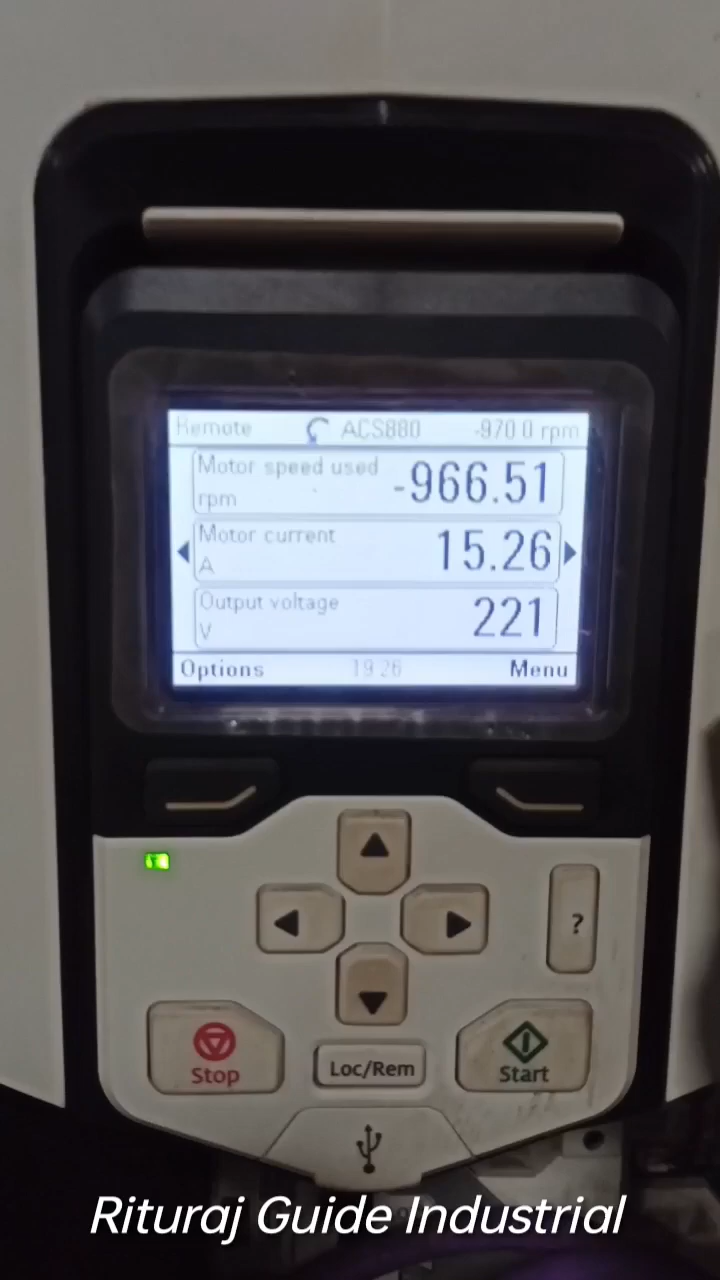 Remote ACS880 -970.0 rpm
Motor speed used
rpm
-966.51
Motor current
A
15.26
Output voltage
V
221
Options 19:26 Menu
?
Stop Loc/Rem Start
Rituraj Guide Industrial